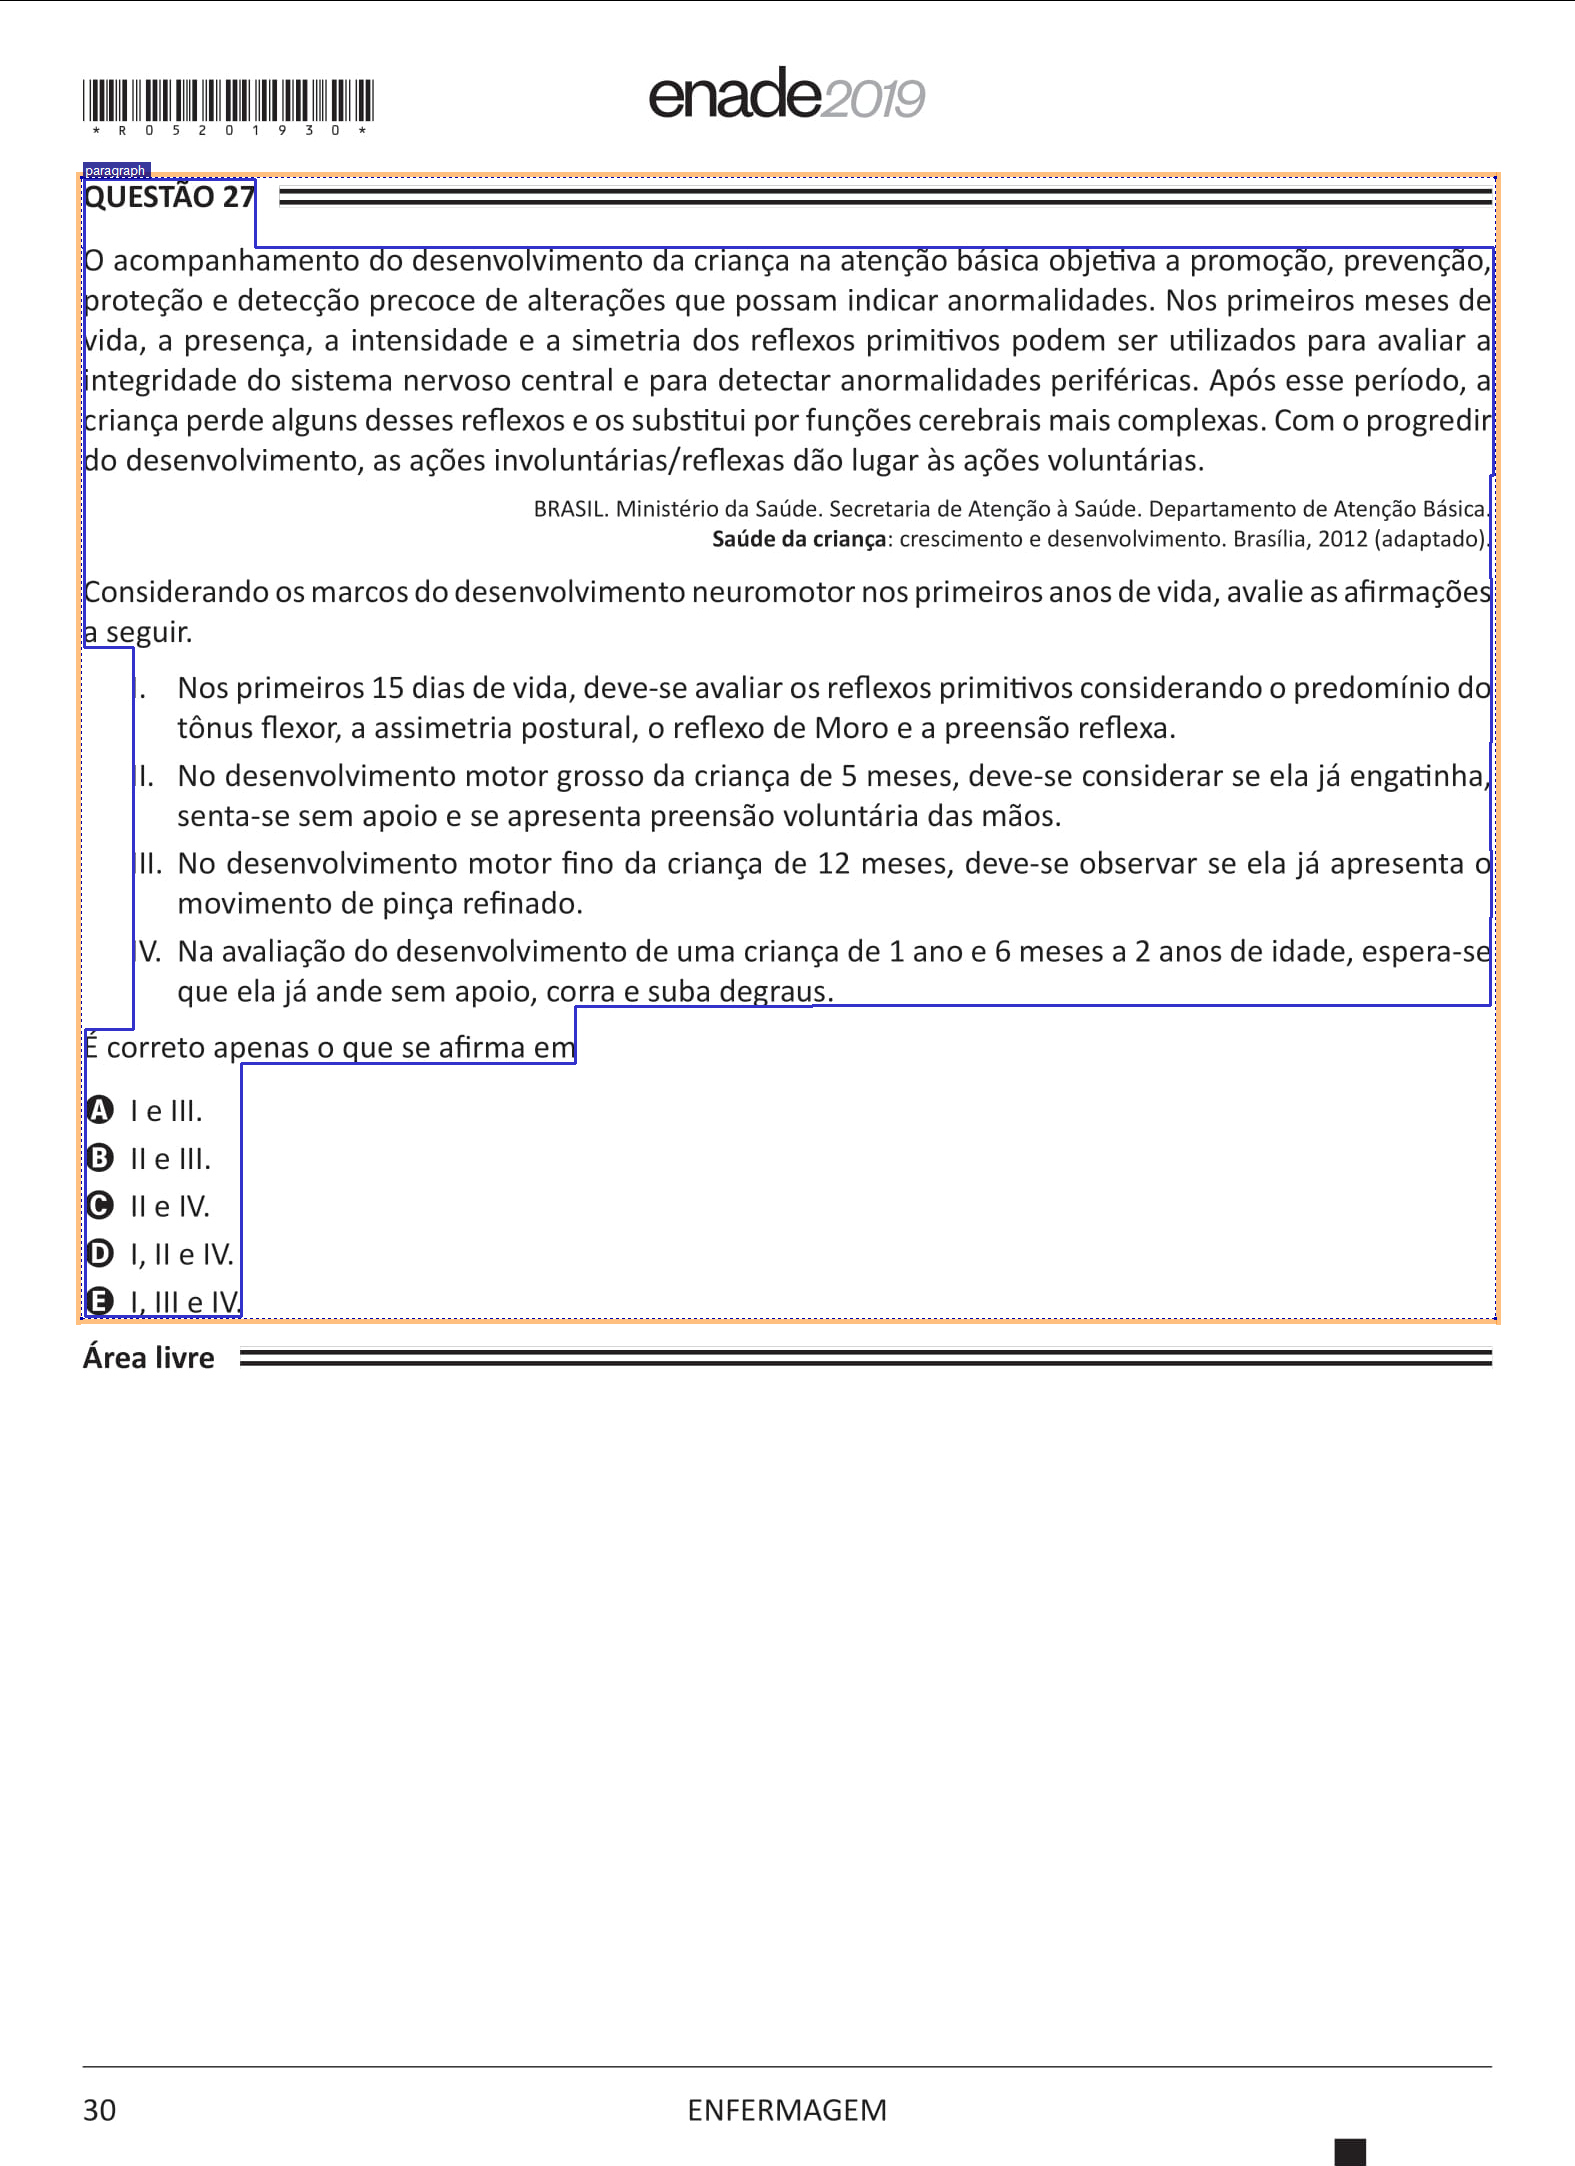 *R05201930*
enade2019
paragraph
QUESTÃO 27
O acompanhamento do desenvolvimento da criança na atenção básica objetiva a promoção, prevenção,
proteção e detecção precoce de alterações que possam indicar anormalidades. Nos primeiros meses de
vida, a presença, a intensidade e a simetria dos reflexos primitivos podem ser utilizados para avaliar a
integridade do sistema nervoso central e para detectar anormalidades periféricas. Após esse período, a
criança perde alguns desses reflexos e os substitui por funções cerebrais mais complexas. Com o progredir
do desenvolvimento, as ações involuntárias/reflexas dão lugar às ações voluntárias.
BRASIL. Ministério da Saúde. Secretaria de Atenção à Saúde. Departamento de Atenção Básica.
Saúde da criança: crescimento e desenvolvimento. Brasília, 2012 (adaptado).
Considerando os marcos do desenvolvimento neuromotor nos primeiros anos de vida, avalie as afirmações
a seguir.
I. Nos primeiros 15 dias de vida, deve-se avaliar os reflexos primitivos considerando o predomínio do
tônus flexor, a assimetria postural, o reflexo de Moro e a preensão reflexa.
II. No desenvolvimento motor grosso da criança de 5 meses, deve-se considerar se ela já engatinha,
senta-se sem apoio e se apresenta preensão voluntária das mãos.
III. No desenvolvimento motor fino da criança de 12 meses, deve-se observar se ela já apresenta o
movimento de pinça refinado.
IV. Na avaliação do desenvolvimento de uma criança de 1 ano e 6 meses a 2 anos de idade, espera-se
que ela já ande sem apoio, corra e suba degraus.
É correto apenas o que se afirma em
A I e III.
B II e III.
C II e IV.
D I, II e IV.
E I, III e IV.
Área livre
30
ENFERMAGEM